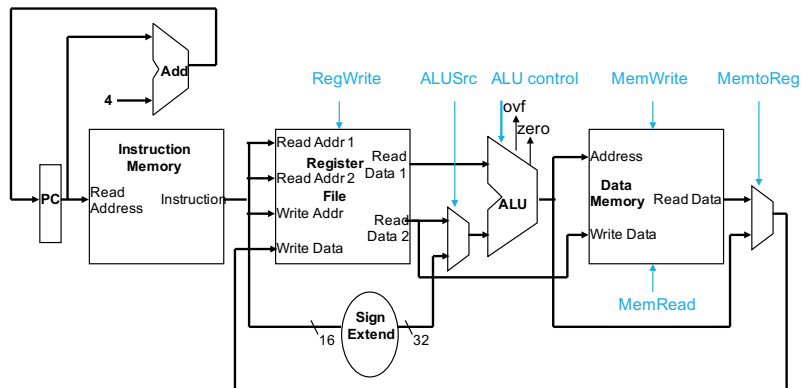 Add
RegWrite
ALUSrc
ALU control
MemWrite
MemtoReg
4
ovf
zero
PC
Instruction
Memory
Read
Address
Instruction
Read Addr 1
Register
Read Addr 2
File
Write Addr
Write Data
Read
Data 1
Read
Data 2
ALU
Address
Data
Memory
Read Data
Write Data
MemRead
Sign
Extend
16
32